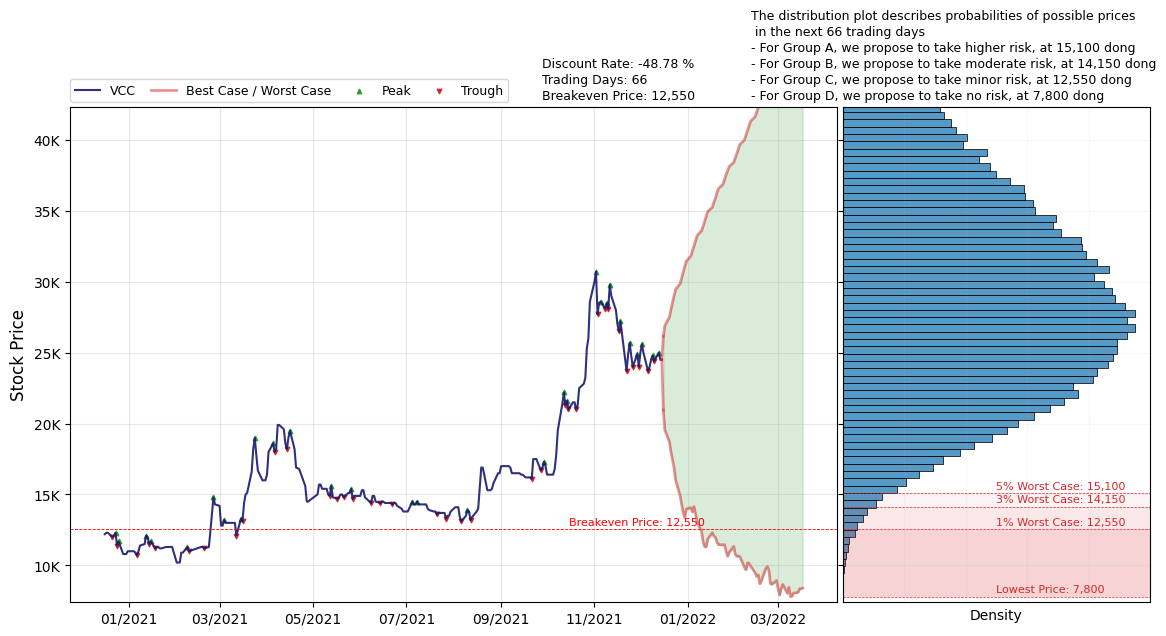 The distribution plot describes probabilities of possible prices
in the next 66 trading days
- For Group A, we propose to take higher risk, at 15,100 dong
- For Group B, we propose to take moderate risk, at 14,150 dong
- For Group C, we propose to take minor risk, at 12,550 dong
- For Group D, we propose to take no risk, at 7,800 dong
Discount Rate: -48.78 %
Trading Days: 66
Breakeven Price: 12,550
VCC
Best Case / Worst Case
Peak
Trough
Stock Price
40K
35K
30K
25K
20K
15K
10K
Breakeven Price: 12,550
5% Worst Case: 15,100
3% Worst Case: 14,150
1% Worst Case: 12,550
Lowest Price: 7,800
01/2021
03/2021
05/2021
07/2021
09/2021
11/2021
01/2022
03/2022
Density